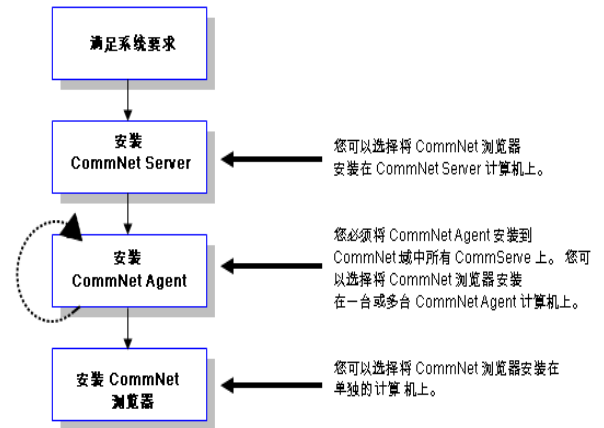 满足系统要求
安装
CommNet Server
您可以选择将 CommNet 浏览器
安装在 CommNet Server 计算机上。
安装
CommNet Agent
您必须将 CommNet Agent 安装到
CommNet 域中所有 CommServe 上。 您可
以选择将 CommNet 浏览器安装
在一台或多台 CommNet Agent 计算机上。
安装 CommNet
浏览器
您可以选择将 CommNet 浏览器安装在
单独的计算 机上。